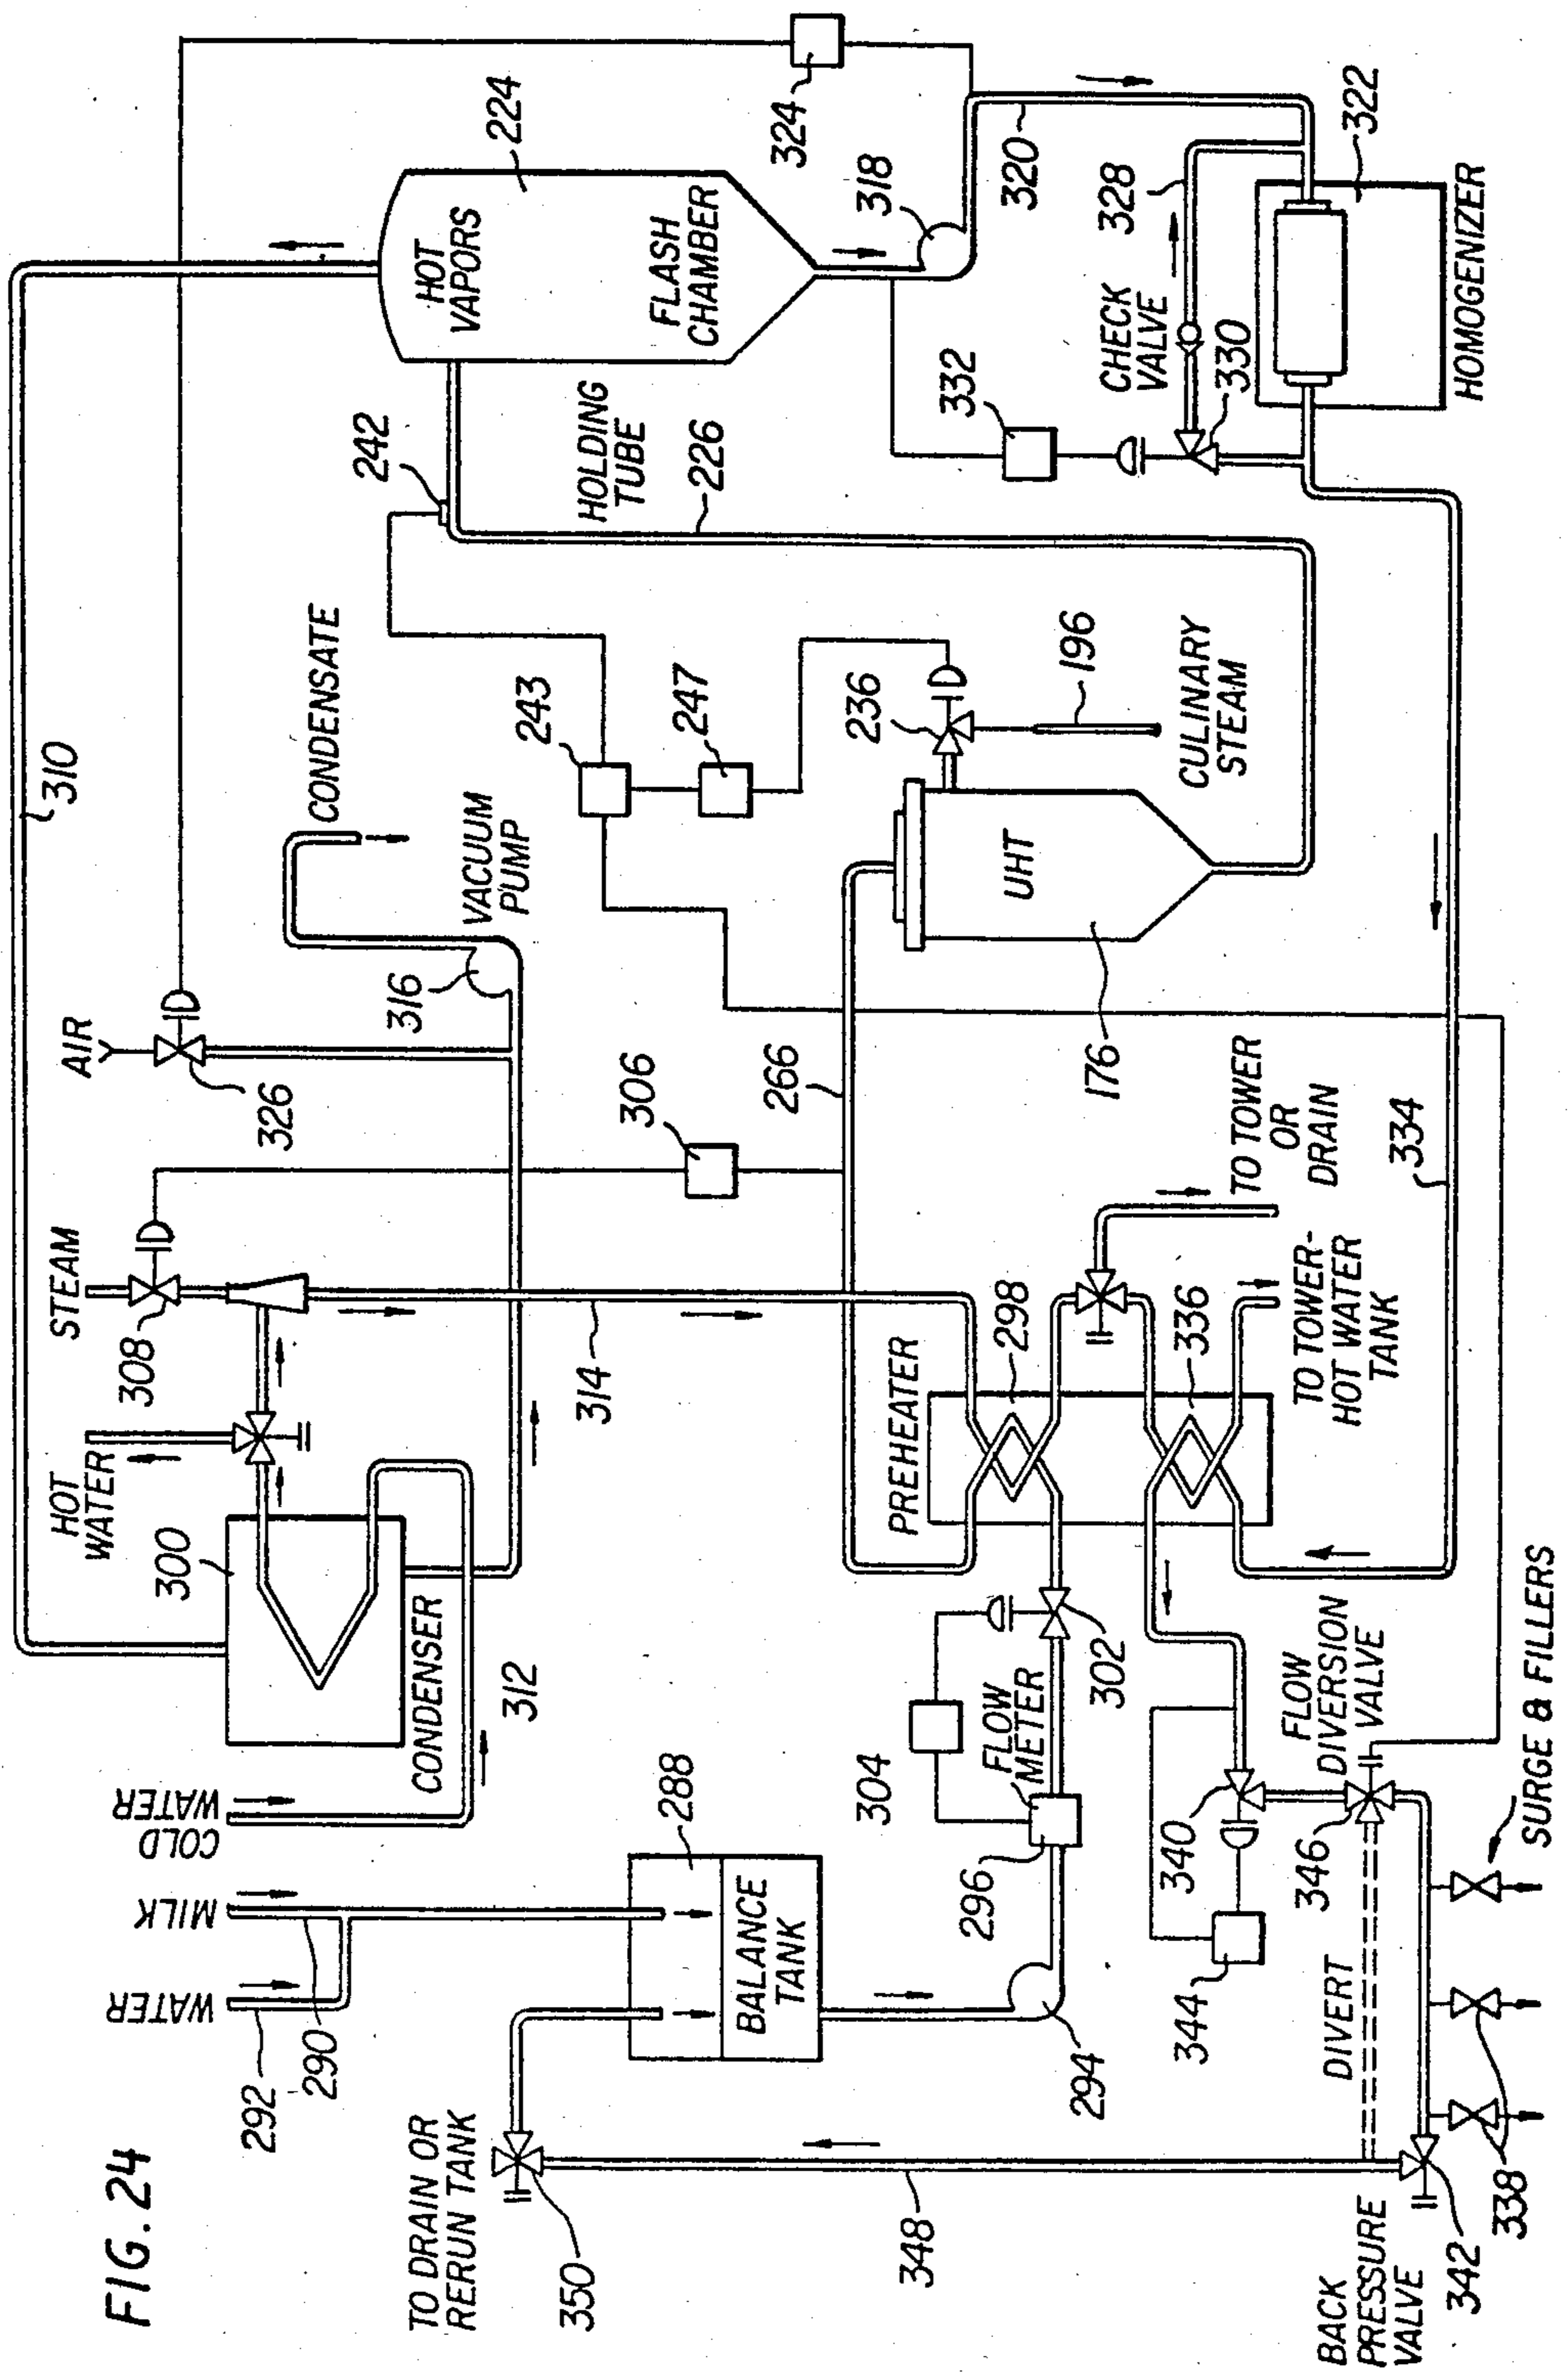 FIG. 24
310
HOT
WATER
STEAM
AIR
308
326
300
CONDENSER
312
COLD
WATER
MILK
WATER
292
290
CONDENSATE
VACUUM
PUMP
316
314
306
242
243
247
HOLDING
TUBE
226
HOT
VAPORS
224
FLASH
CHAMBER
318
324
320
322
328
CHECK
VALVE
330
332
HOMOGENIZER
236
196
CULINARY
STEAM
UHT
176
266
334
TO TOWER
OR
DRAIN
TO TOWER-
HOT WATER
TANK
PREHEATER
298
336
302
FLOW
METER
304
296
288
BALANCE
TANK
294
TO DRAIN OR
RERUN TANK
350
348
340
344
346
FLOW
DIVERSION
VALVE
DIVERT
SURGE & FILLERS
338
342
BACK
PRESSURE
VALVE